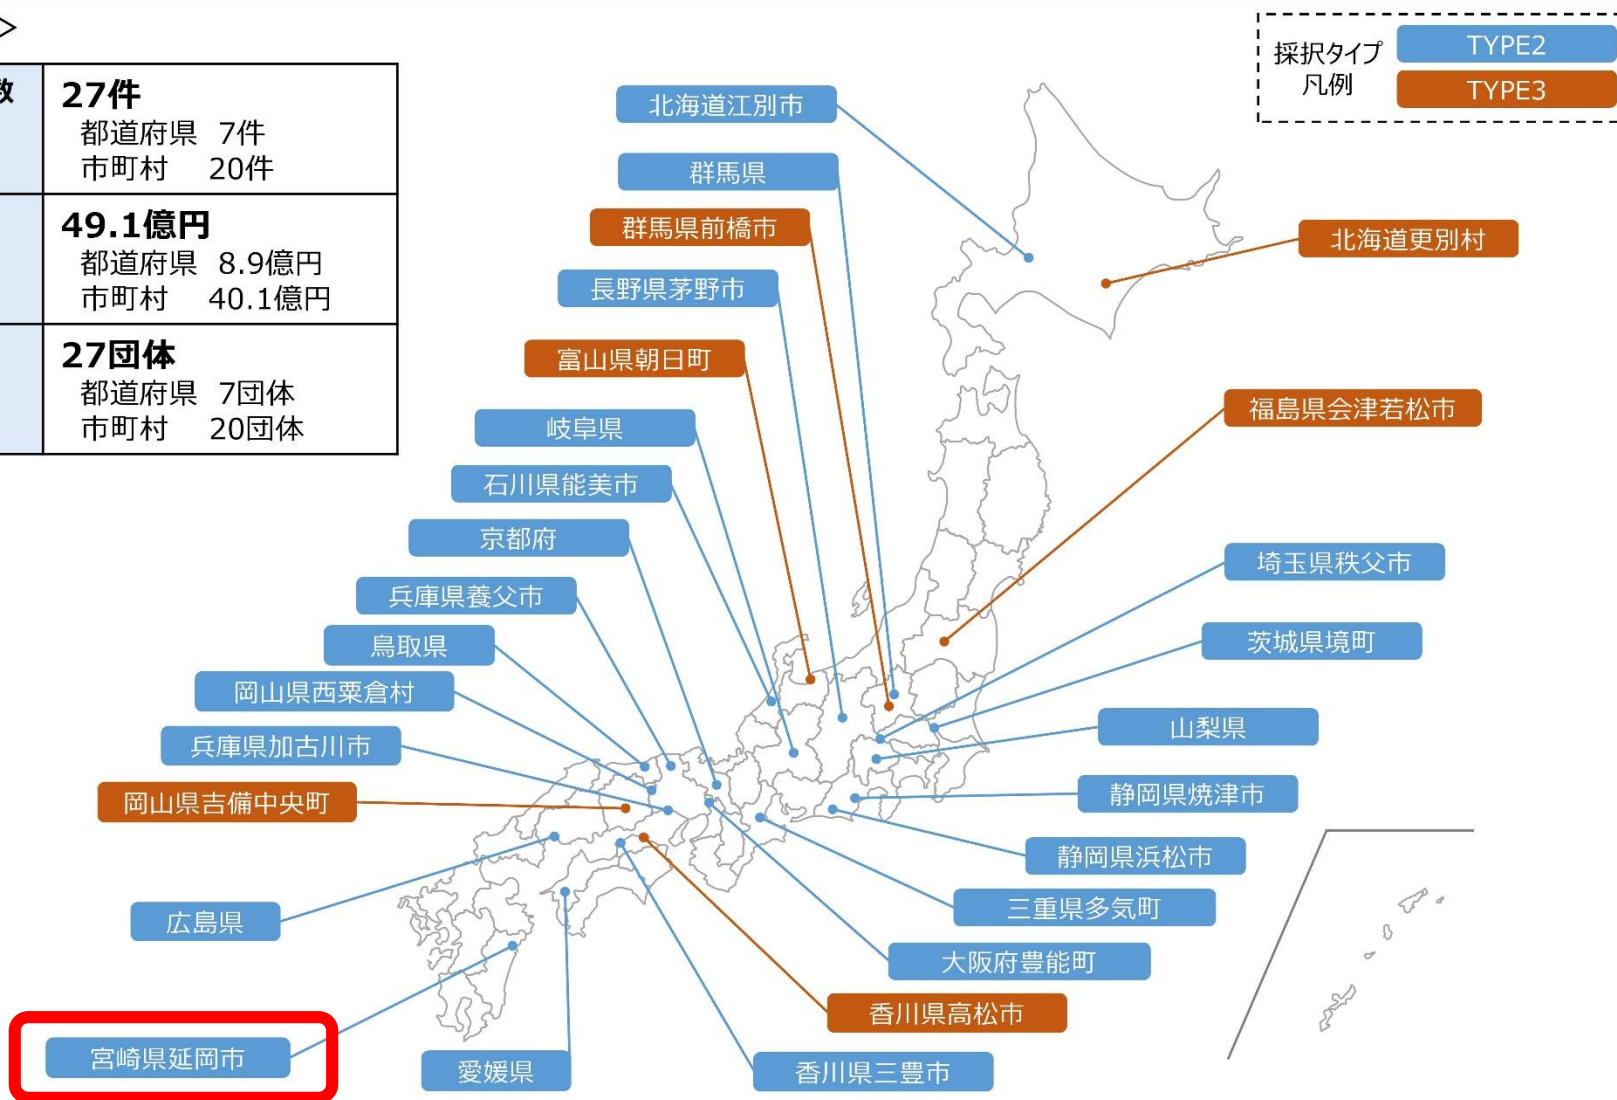 ＞
数
27件
都道府県 7件
市町村 20件
49.1億円
都道府県 8.9億円
市町村 40.1億円
27団体
都道府県 7団体
市町村 20団体
採択タイプ
凡例
TYPE2
TYPE3
北海道江別市
群馬県
群馬県前橋市
長野県茅野市
富山県朝日町
岐阜県
石川県能美市
京都府
兵庫県養父市
鳥取県
岡山県西粟倉村
兵庫県加古川市
岡山県吉備中央町
広島県
宮崎県延岡市
愛媛県
北海道更別村
福島県会津若松市
埼玉県秩父市
茨城県境町
山梨県
静岡県焼津市
静岡県浜松市
三重県多気町
大阪府豊能町
香川県高松市
香川県三豊市